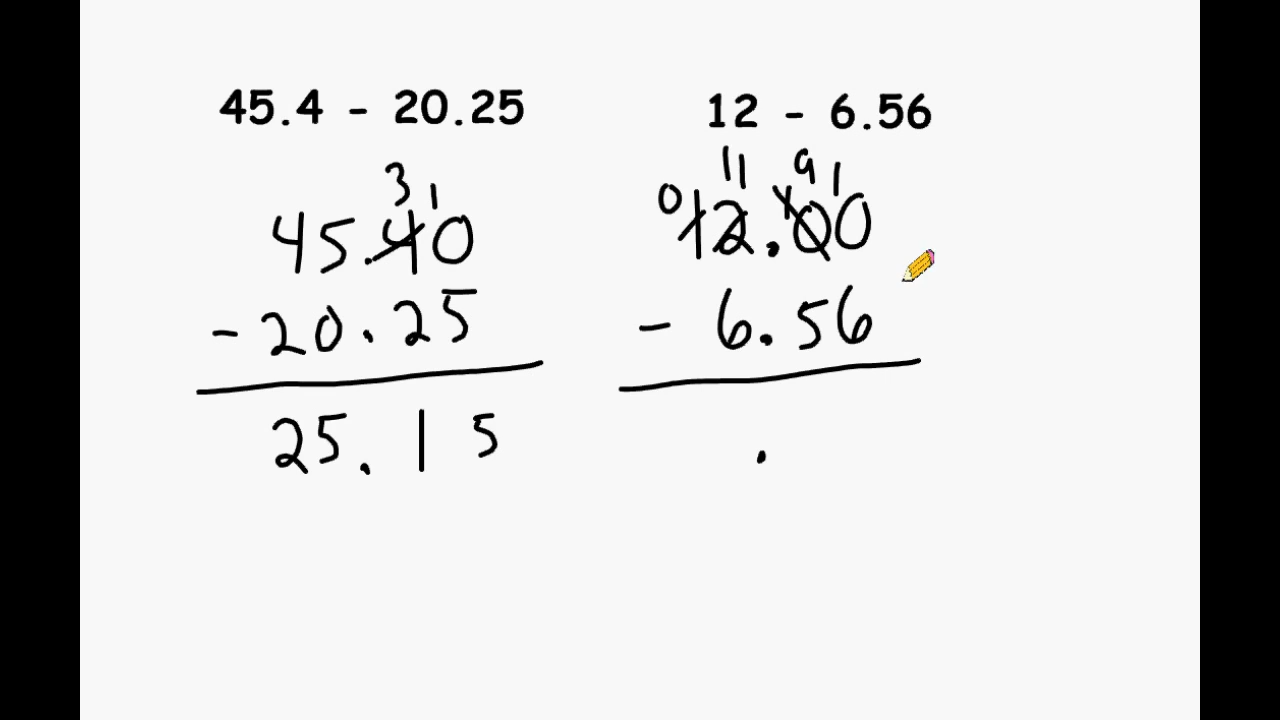 45.4 - 20.25
3 1
45.40
- 20.25
25.15
12 - 6.56
0 11 9 1
12.00
- 6.56
.